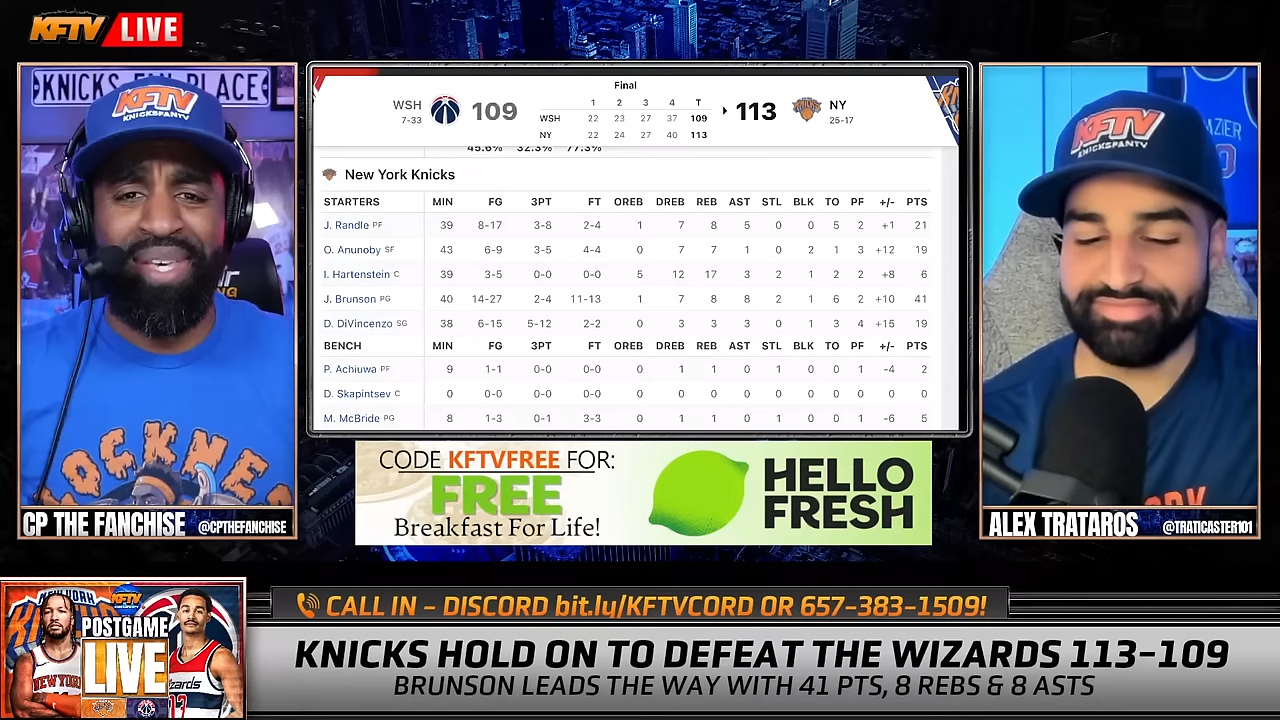 KFTV LIVE
KNICKS FAN PLACE
KFTV
KNICKSFANTV
Final
WSH
7-33
109
1 2 3 4 T
WSH 22 23 27 37 109
NY 22 24 27 40 113
113
NY
25-17
45.6% 32.3% 77.3%
New York Knicks
STARTERS MIN FG 3PT FT OREB DREB REB AST STL BLK TO PF +/- PTS
J. Randle PF 39 8-17 3-8 2-4 1 7 8 5 0 0 5 2 +1 21
O. Anunoby SF 43 6-9 3-5 4-4 0 7 7 1 0 2 1 3 +12 19
I. Hartenstein C 39 3-5 0-0 0-0 5 12 17 3 2 1 2 2 +8 6
J. Brunson PG 40 14-27 2-4 11-13 1 7 8 8 2 1 6 2 +10 41
D. DiVincenzo SG 38 6-15 5-12 2-2 0 3 3 3 0 1 3 4 +15 19
BENCH MIN FG 3PT FT OREB DREB REB AST STL BLK TO PF +/- PTS
P. Achiuwa PF 9 1-1 0-0 0-0 0 1 1 0 1 0 0 1 -4 2
D. Skapintsev C 0 0-0 0-0 0-0 0 0 0 0 0 0 0 0 0 0
M. McBride PG 8 1-3 0-1 3-3 0 1 1 0 1 0 0 1 -6 5
KFTV
KNICKSFANTV
CODE KFTVFREE FOR:
FREE
Breakfast For Life!
HELLO
FRESH
CP THE FANCHISE @CPTHEFANCHISE
ALEX TRATAROS @TRATICASTER101
CALL IN – DISCORD bit.ly/KFTVCORD OR 657-383-1509!
NEW YORK
KFTV
POSTGAME
LIVE
NEW YORK
KNICKS HOLD ON TO DEFEAT THE WIZARDS 113-109
BRUNSON LEADS THE WAY WITH 41 PTS, 8 REBS & 8 ASTS